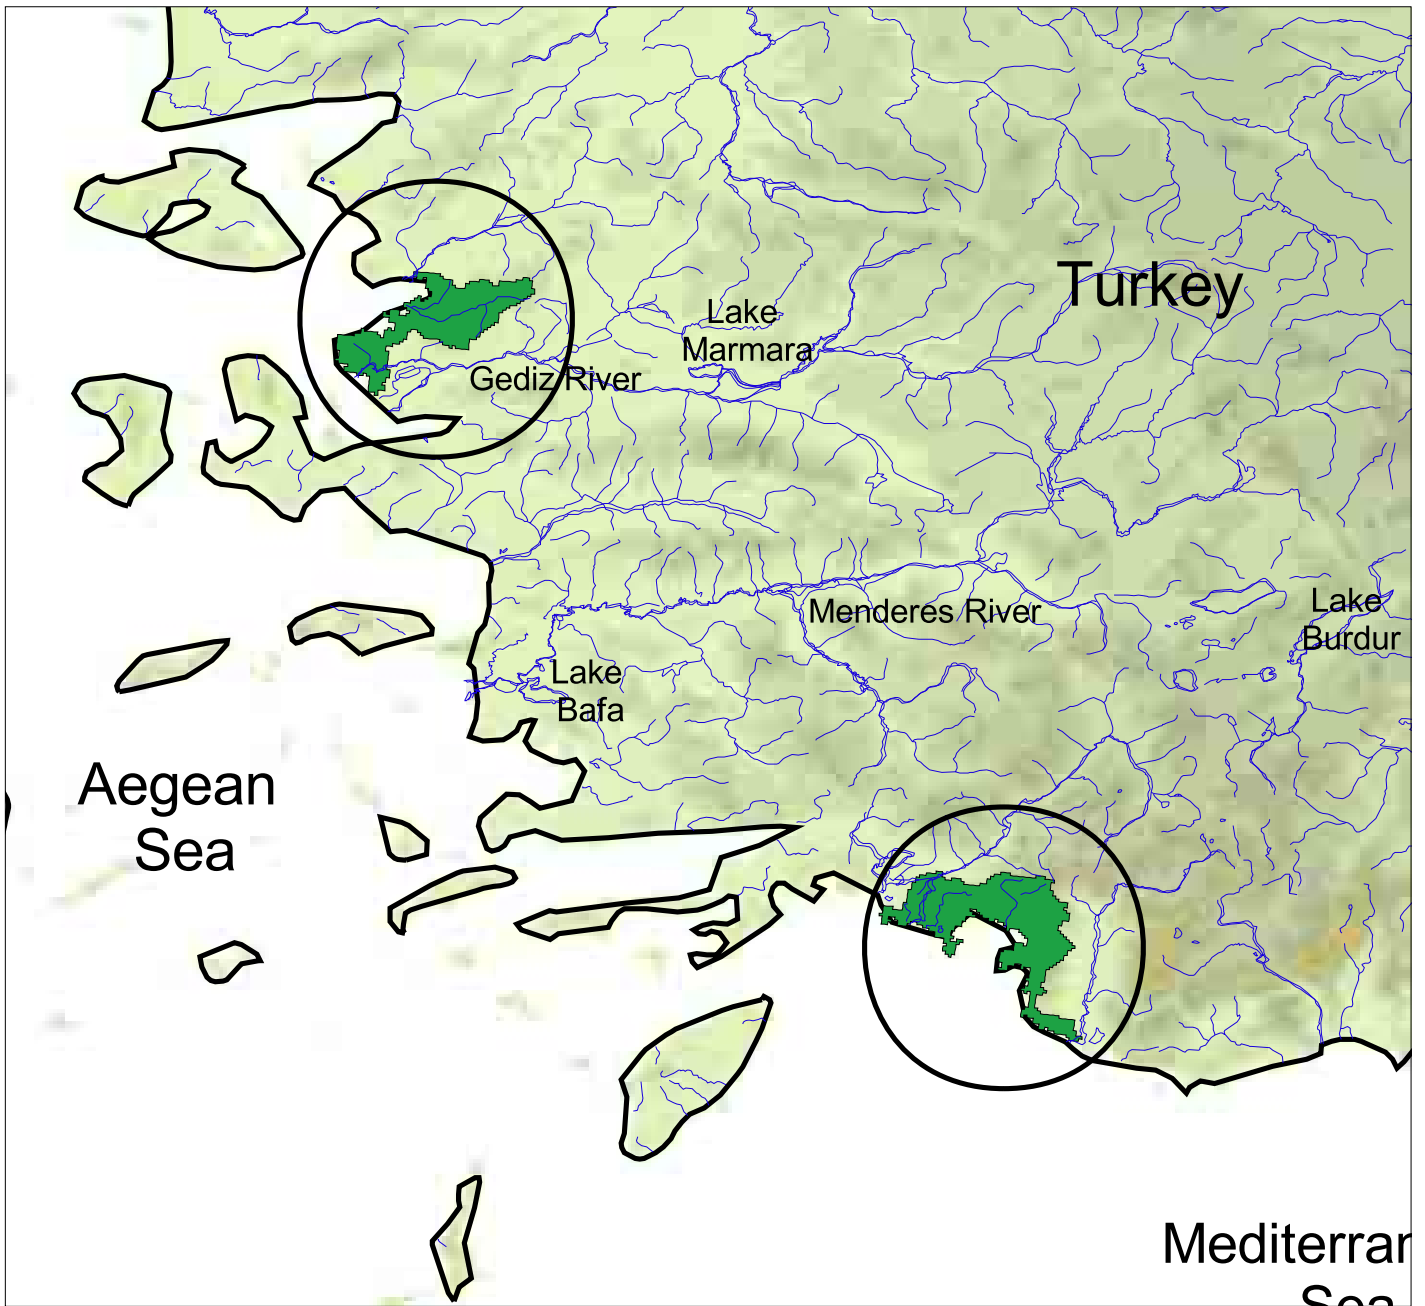 Turkey
Lake
Marmara
Gediz River
Menderes River
Lake
Burdur
Lake
Bafa
Aegean
Sea
Mediterran
Sea